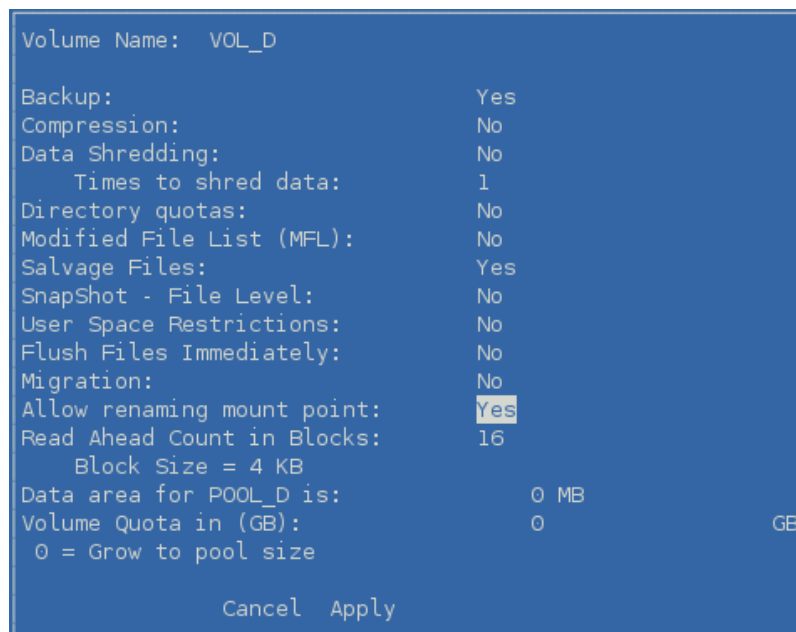 Volume Name: VOL_D
Backup: Yes
Compression: No
Data Shredding: No
Times to shred data: 1
Directory quotas: No
Modified File List (MFL): No
Salvage Files: Yes
SnapShot - File Level: No
User Space Restrictions: No
Flush Files Immediately: No
Migration: No
Allow renaming mount point: Yes
Read Ahead Count in Blocks: 16
Block Size = 4 KB
Data area for POOL_D is: 0 MB
Volume Quota in (GB): 0 GB
0 = Grow to pool size
Cancel Apply